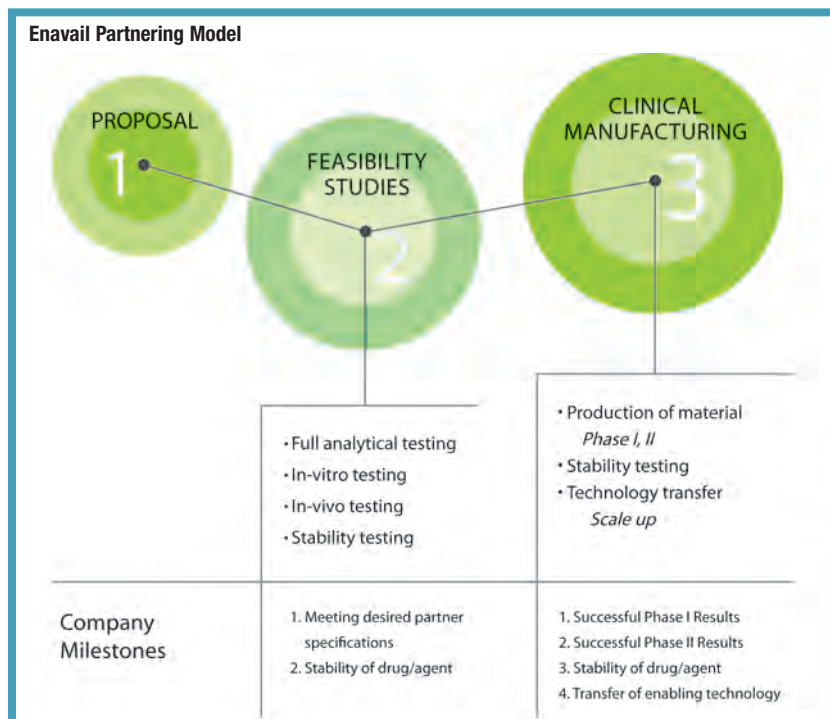 Enavail Partnering Model
PROPOSAL
1
FEASIBILITY
STUDIES
2
CLINICAL
MANUFACTURING
3
• Full analytical testing
• In-vitro testing
• In-vivo testing
• Stability testing
• Production of material
Phase I, II
• Stability testing
• Technology transfer
Scale up
Company
Milestones
1. Meeting desired partner
specifications
2. Stability of drug/agent
1. Successful Phase I Results
2. Successful Phase II Results
3. Stability of drug/agent
4. Transfer of enabling technology